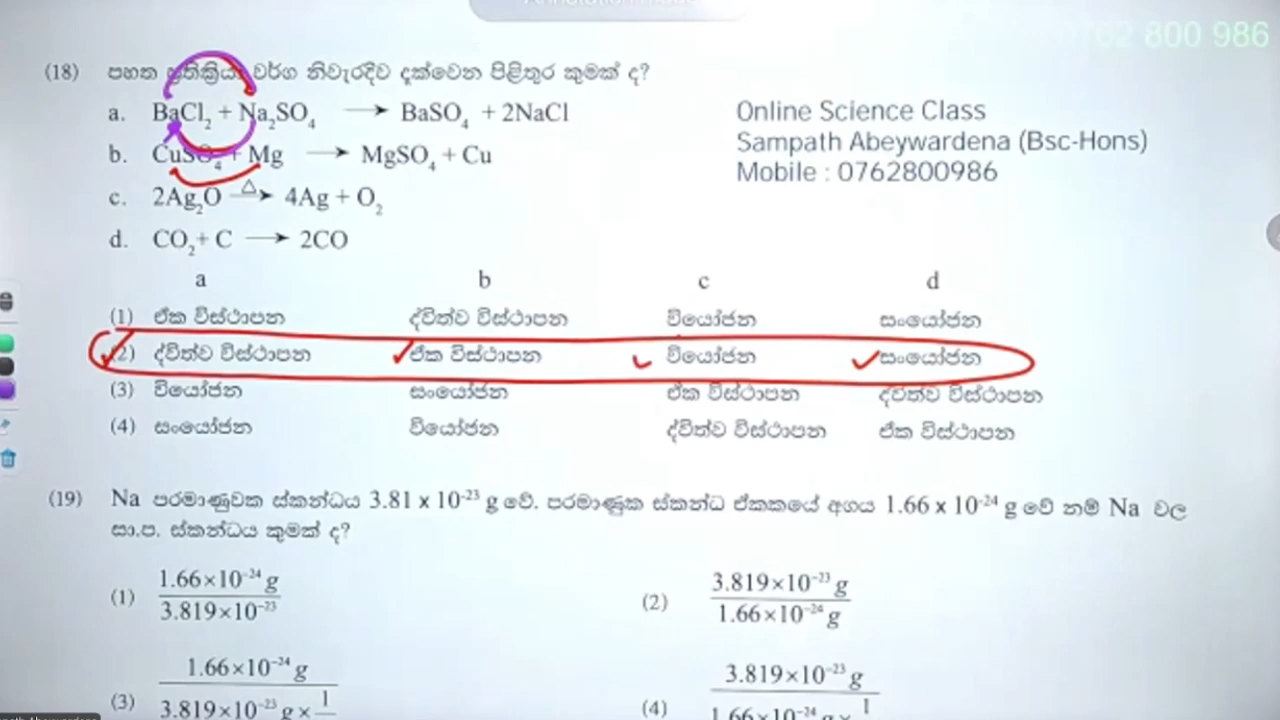 762 800 986
(18) පහත ප්‍රතික්‍රියා වර්ග නිවැරදිව දැක්වෙන පිළිතුර කුමක් ද?
a. BaCl₂ + Na₂SO₄ → BaSO₄ + 2NaCl
Online Science Class
Sampath Abeywardena (Bsc-Hons)
Mobile : 0762800986
b. CuSO₄ + Mg → MgSO₄ + Cu
c. 2Ag₂O △→ 4Ag + O₂
d. CO₂ + C → 2CO
a b c d
(1) ඒක විස්ථාපන ද්විත්ව විස්ථාපන වියෝජන සංයෝජන
(2) ද්විත්ව විස්ථාපන ඒක විස්ථාපන වියෝජන සංයෝජන
(3) වියෝජන සංයෝජන ඒක විස්ථාපන ද්විත්ව විස්ථාපන
(4) සංයෝජන වියෝජන ද්විත්ව විස්ථාපන ඒක විස්ථාපන
(19) Na පරමාණුවක ස්කන්ධය 3.81 x 10⁻²³ g වේ. පරමාණුක ස්කන්ධ ඒකකයේ අගය 1.66 x 10⁻²⁴ g වේ නම් Na වල
සා.ප. ස්කන්ධය කුමක් ද?
(1) 1.66×10⁻²⁴ g / 3.819×10⁻²³
(2) 3.819×10⁻²³ g / 1.66×10⁻²⁴ g
(3) 1.66×10⁻²⁴ g / 3.819×10⁻²³ g × 1
(4) 3.819×10⁻²³ g / 1.66×10⁻²⁴ g × 1